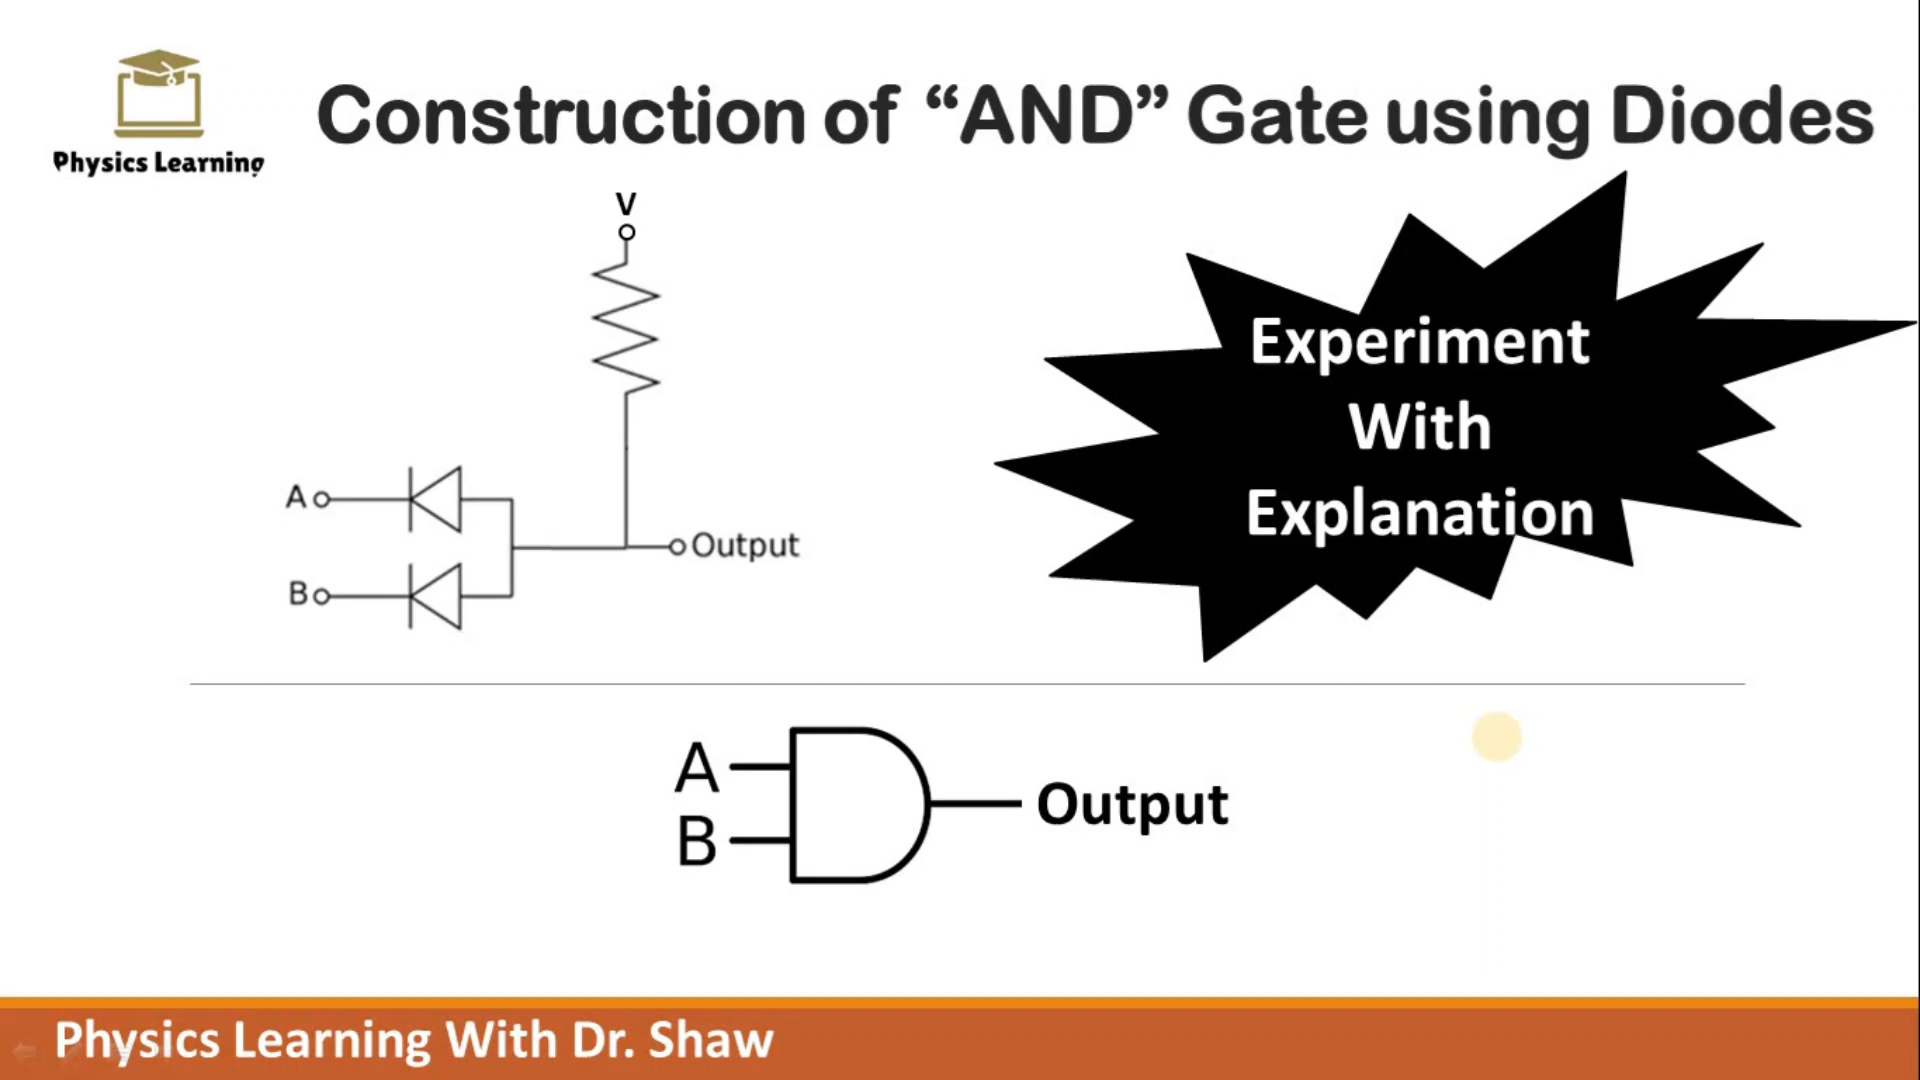 Physics Learning
Construction of “AND” Gate using Diodes
V
A
B
Output
Experiment
With
Explanation
A
B
Output
Physics Learning With Dr. Shaw